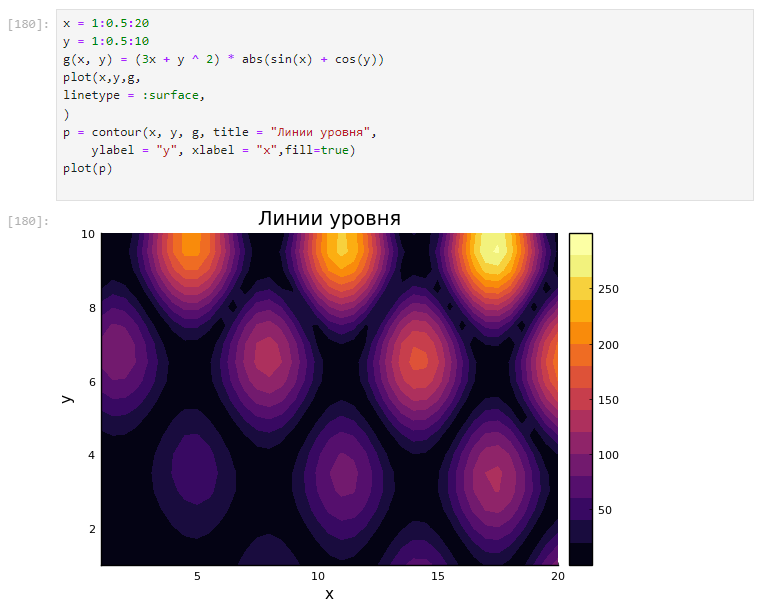 [180]:
x = 1:0.5:20
y = 1:0.5:10
g(x, y) = (3x + y ^ 2) * abs(sin(x) + cos(y))
plot(x,y,g,
linetype = :surface,
)
p = contour(x, y, g, title = "Линии уровня",
    ylabel = "y", xlabel = "x",fill=true)
plot(p)
[180]:
Линии уровня
10
8
6
4
2
y
5
10
15
20
x
250
200
150
100
50